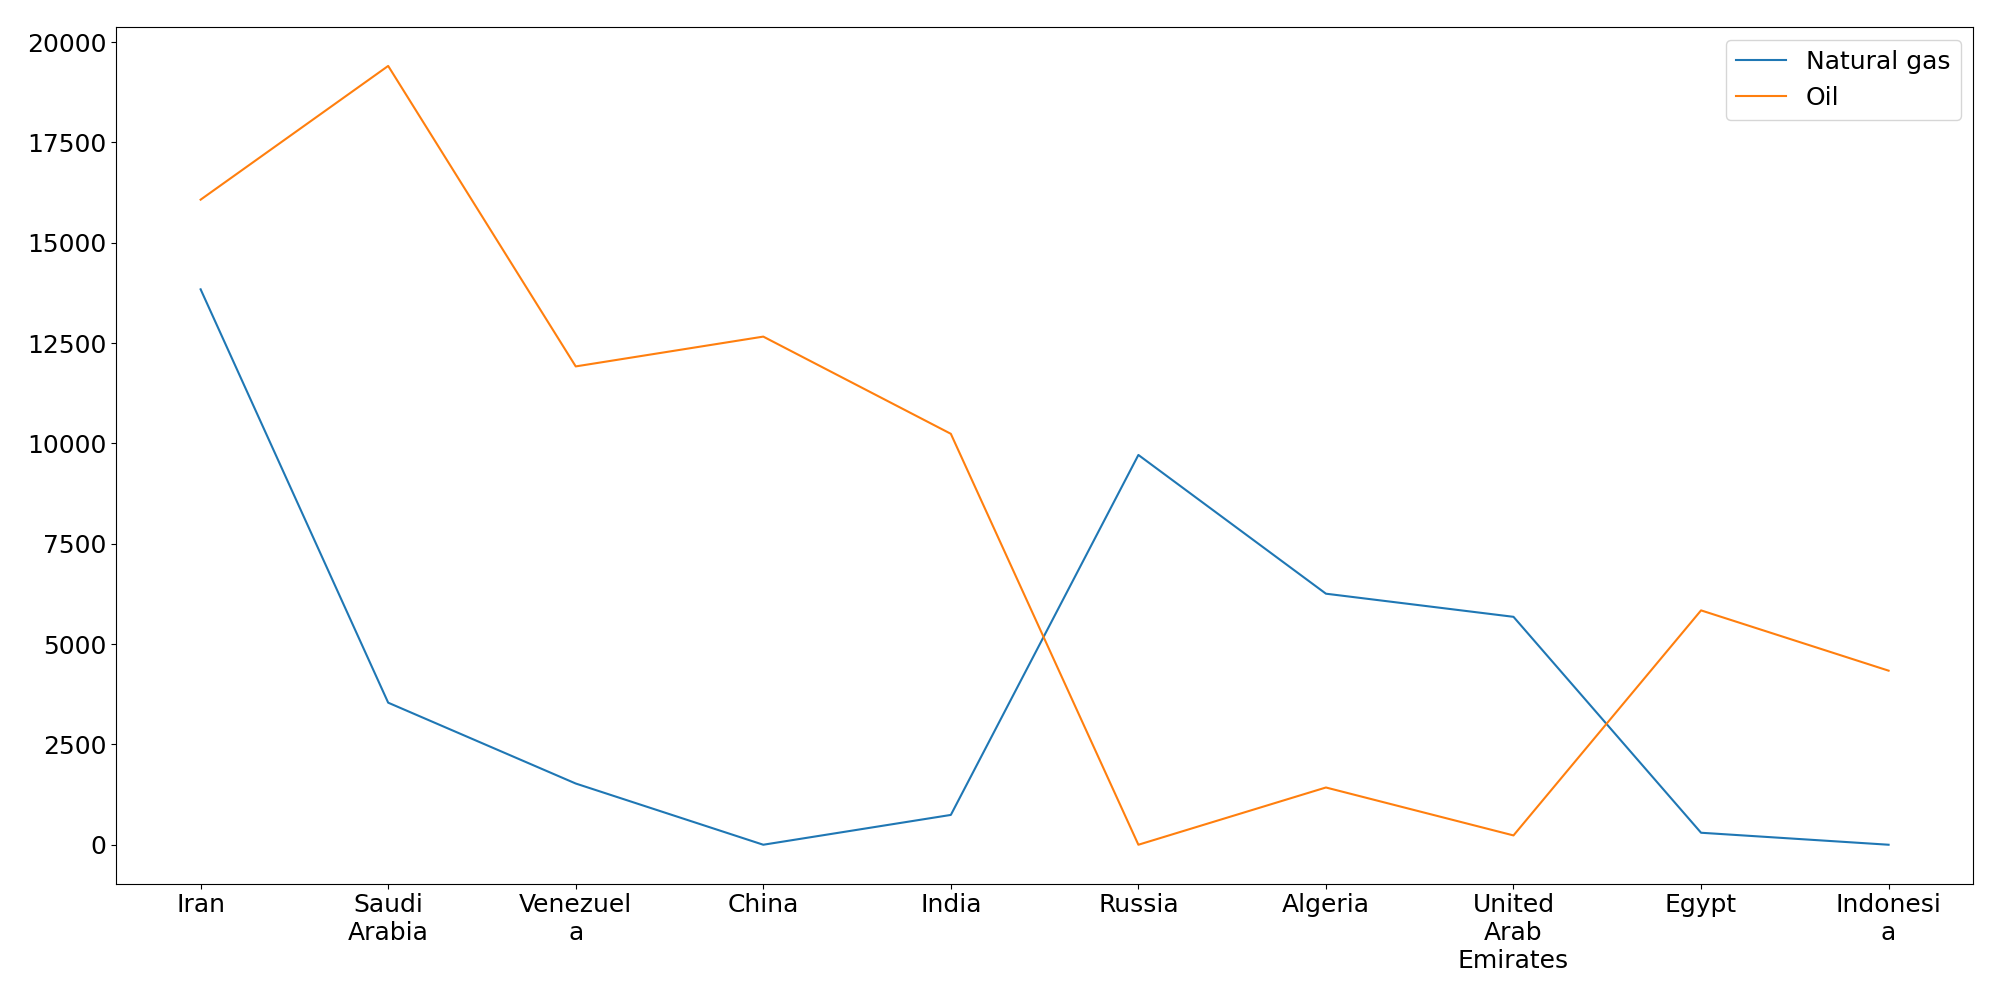 20000
17500
15000
12500
10000
7500
5000
2500
0
Natural gas
Oil
Iran
Saudi
Arabia
Venezuel
a
China
India
Russia
Algeria
United
Arab
Emirates
Egypt
Indonesi
a